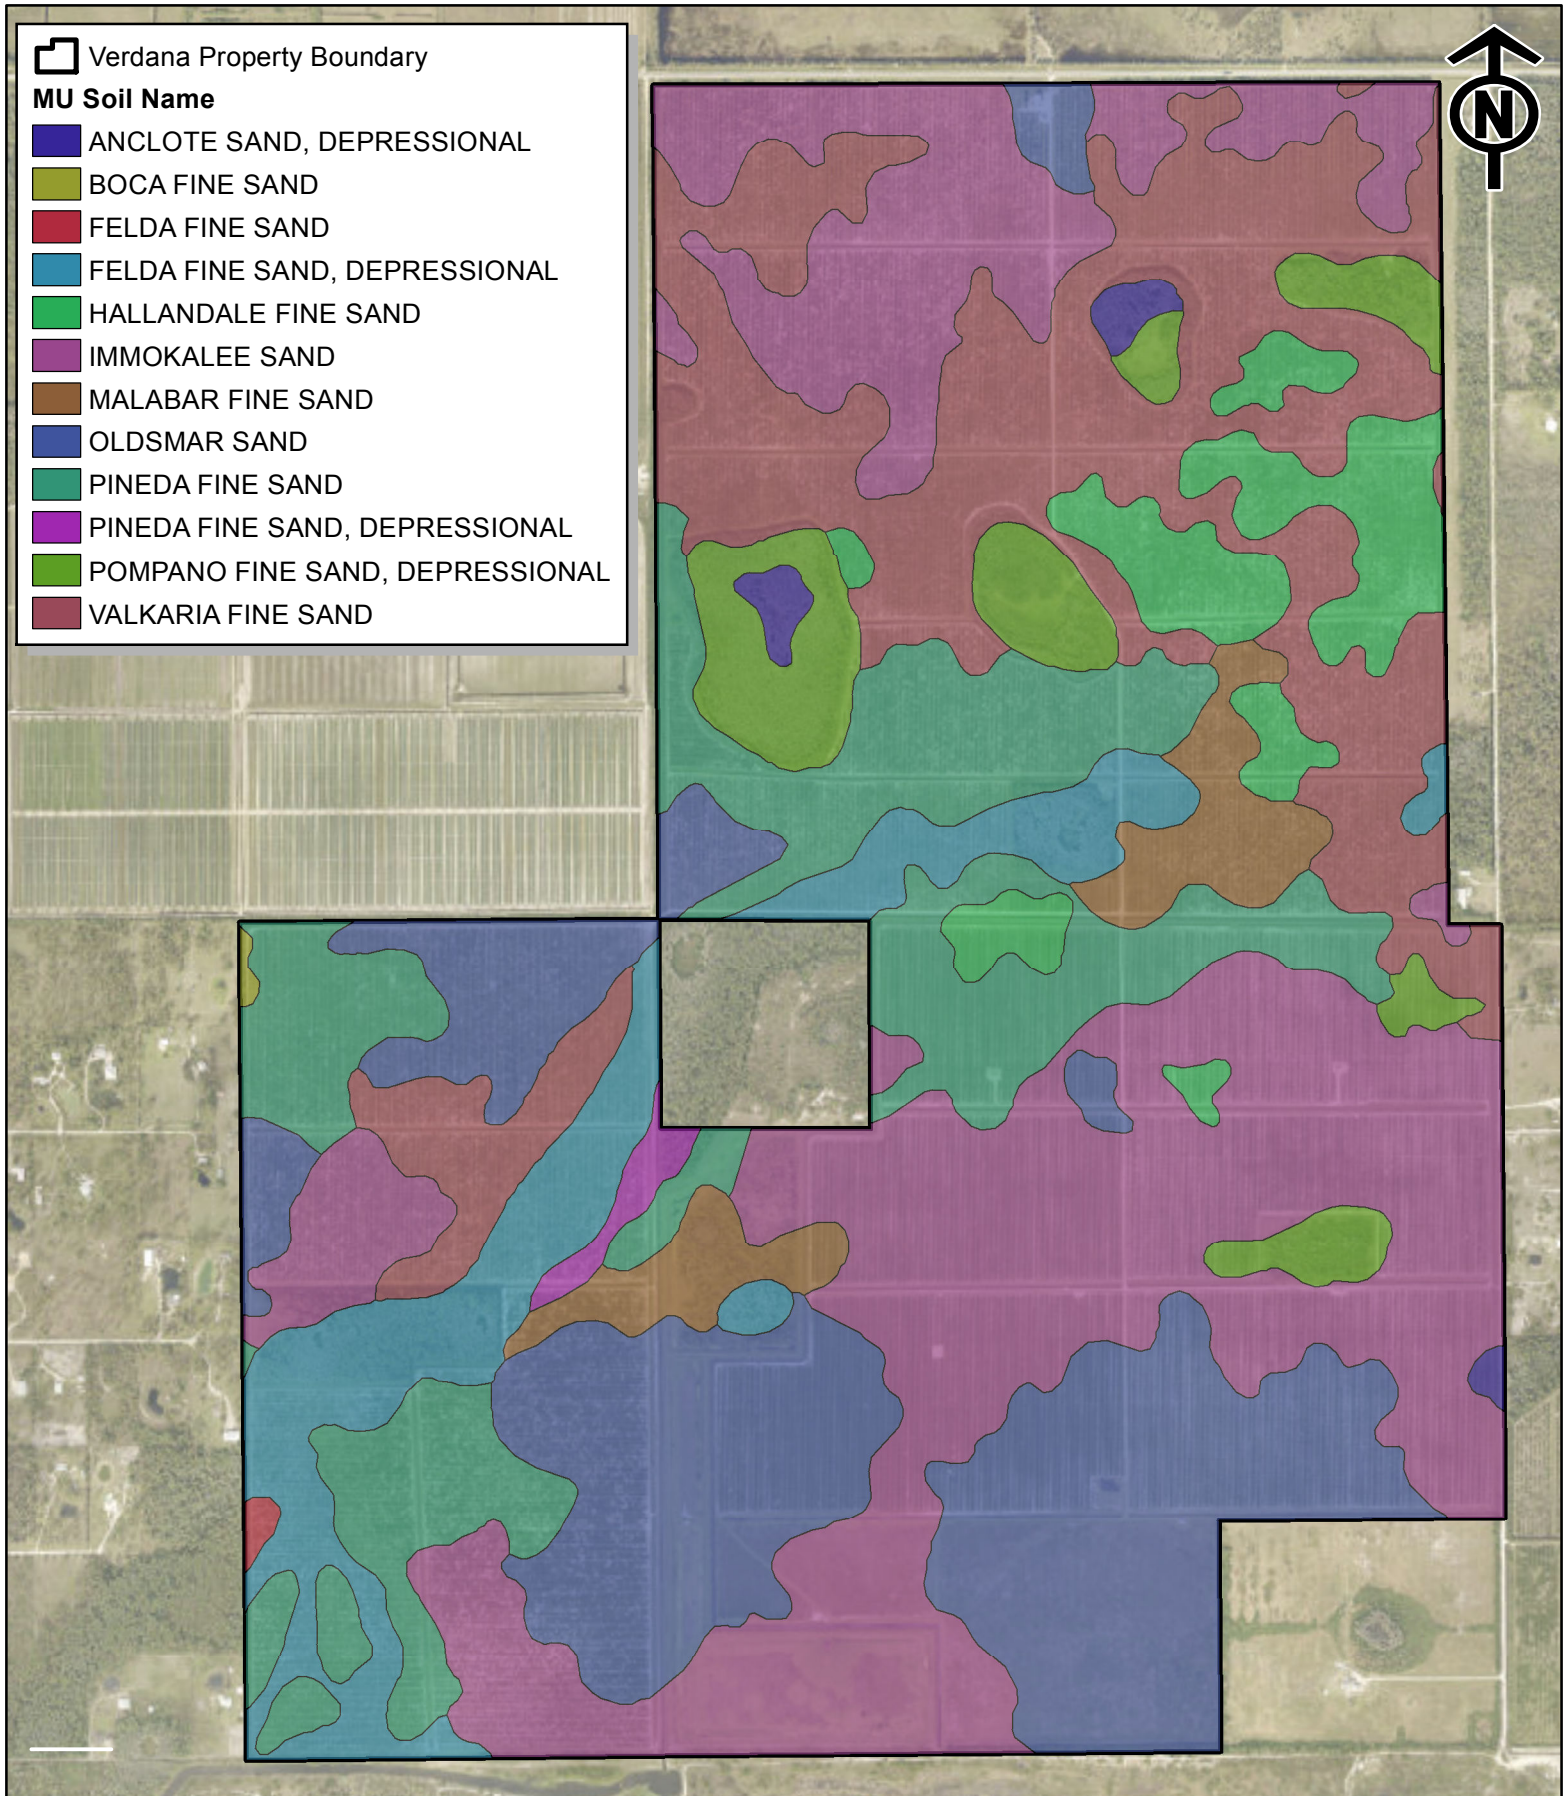 Verdana Property Boundary
MU Soil Name
ANCLOTE SAND, DEPRESSIONAL
BOCA FINE SAND
FELDA FINE SAND
FELDA FINE SAND, DEPRESSIONAL
HALLANDALE FINE SAND
IMMOKALEE SAND
MALABAR FINE SAND
OLDSMAR SAND
PINEDA FINE SAND
PINEDA FINE SAND, DEPRESSIONAL
POMPANO FINE SAND, DEPRESSIONAL
VALKARIA FINE SAND
N